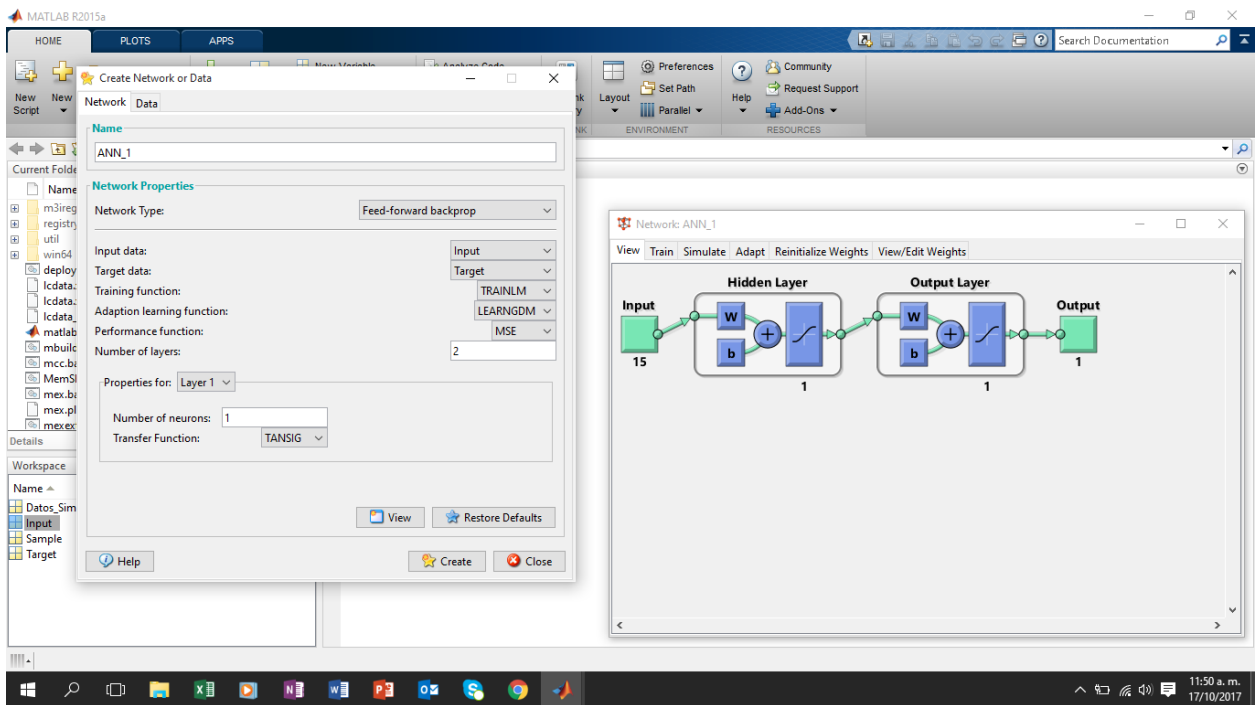 MATLAB R2015a
HOME PLOTS APPS
Search Documentation
New Script
New
New Variable
Analyze Code
Layout
Preferences
Set Path
Parallel
Help
Community
Request Support
Add-Ons
ENVIRONMENT
RESOURCES
Create Network or Data
Network Data
Name
ANN_1
Network Properties
Network Type: Feed-forward backprop
Input data: Input
Target data: Target
Training function: TRAINLM
Adaption learning function: LEARNGDM
Performance function: MSE
Number of layers: 2
Properties for: Layer 1
Number of neurons: 1
Transfer Function: TANSIG
View
Restore Defaults
Help
Create
Close
Current Folde
Name
m3ireg
registry
util
win64
deploy
lcdata.
lcdata.
lcdata_
matlab
mbuild
mcc.ba
MemSl
mex.ba
mex.pl
mexext
Details
Workspace
Name
Datos_Sim
Input
Sample
Target
Network: ANN_1
View Train Simulate Adapt Reinitialize Weights View/Edit Weights
Hidden Layer
Output Layer
Input
Output
W
b
+
W
b
+
15
1
1
1
11:50 a. m.
17/10/2017